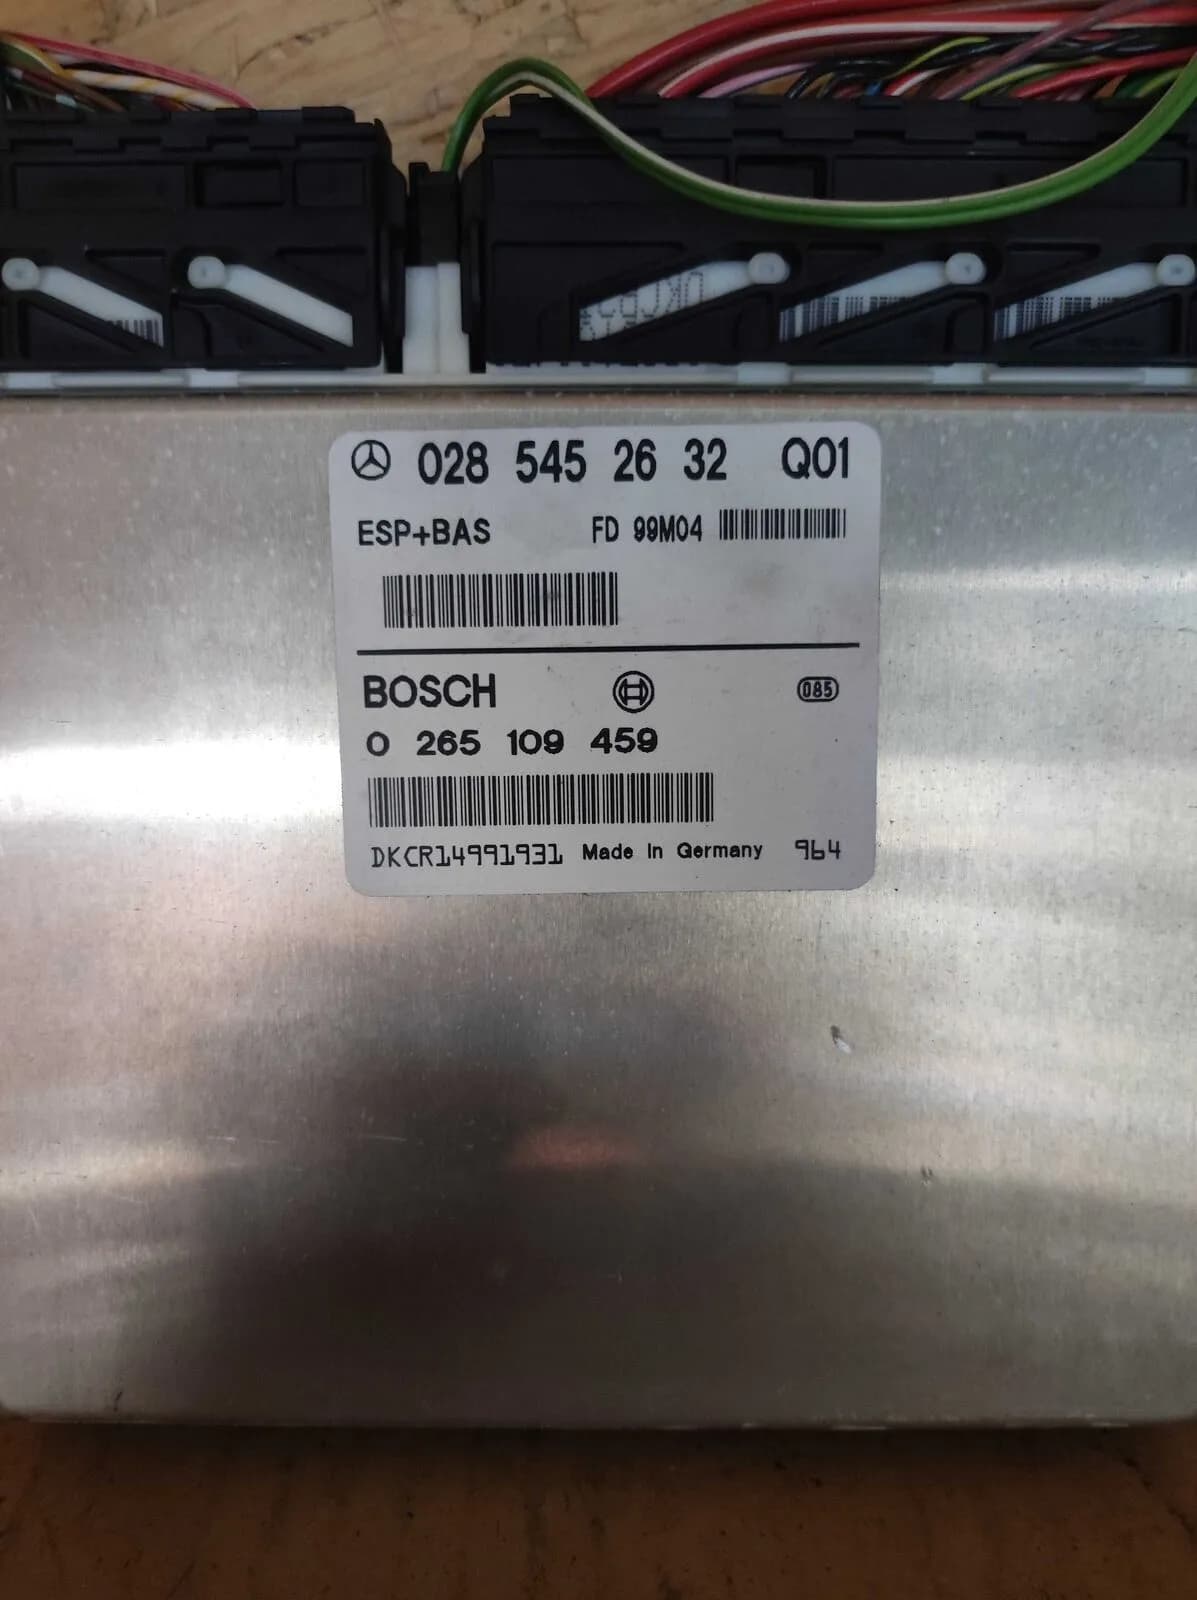 028 545 26 32 Q01
ESP+BAS FD 99M04
BOSCH 085
0 265 109 459
DKCR14991931 Made In Germany 964